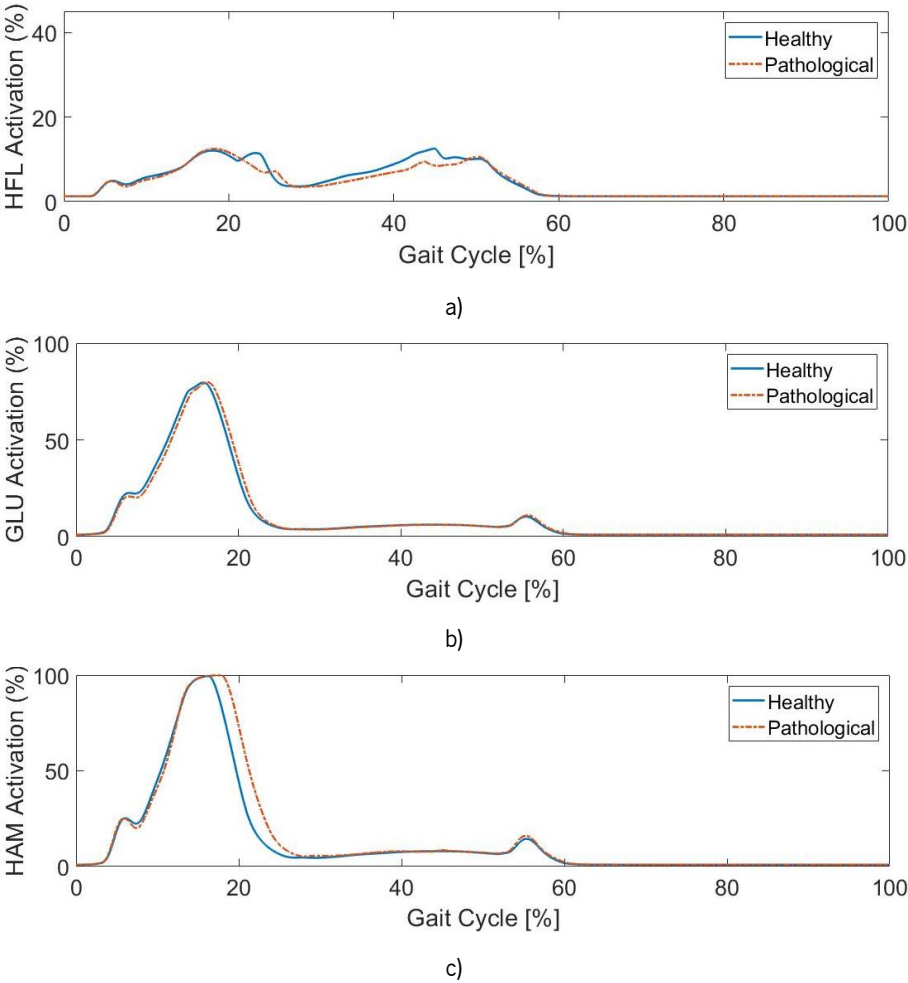 HFL Activation (%)
40
20
0
Healthy
Pathological
0 20 40 60 80 100
Gait Cycle [%]
a)
GLU Activation (%)
100
50
0
Healthy
Pathological
0 20 40 60 80 100
Gait Cycle [%]
b)
HAM Activation (%)
100
50
0
Healthy
Pathological
0 20 40 60 80 100
Gait Cycle [%]
c)